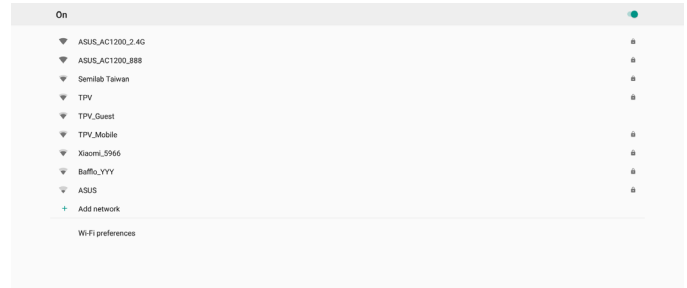 On
ASUS_AC1200_2.4G
ASUS_AC1200_888
Semilab Taiwan
TPV
TPV_Guest
TPV_Mobile
Xiaomi_5966
Bafflo_YYY
ASUS
+ Add network
Wi-Fi preferences